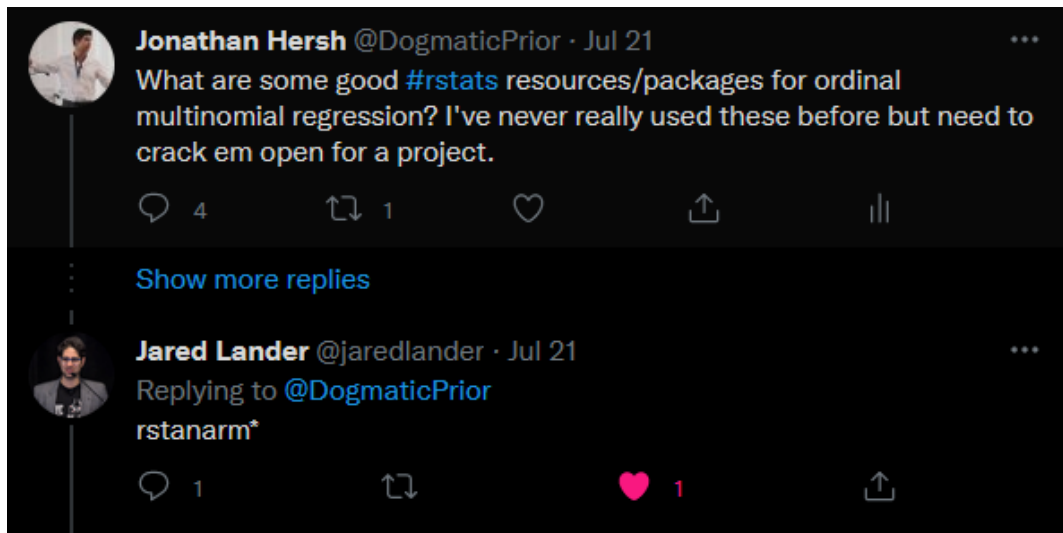 Jonathan Hersh @DogmaticPrior · Jul 21
What are some good #rstats resources/packages for ordinal
multinomial regression? I've never really used these before but need to
crack em open for a project.
4 1
Show more replies
Jared Lander @jaredlander · Jul 21
Replying to @DogmaticPrior
rstanarm*
1 1